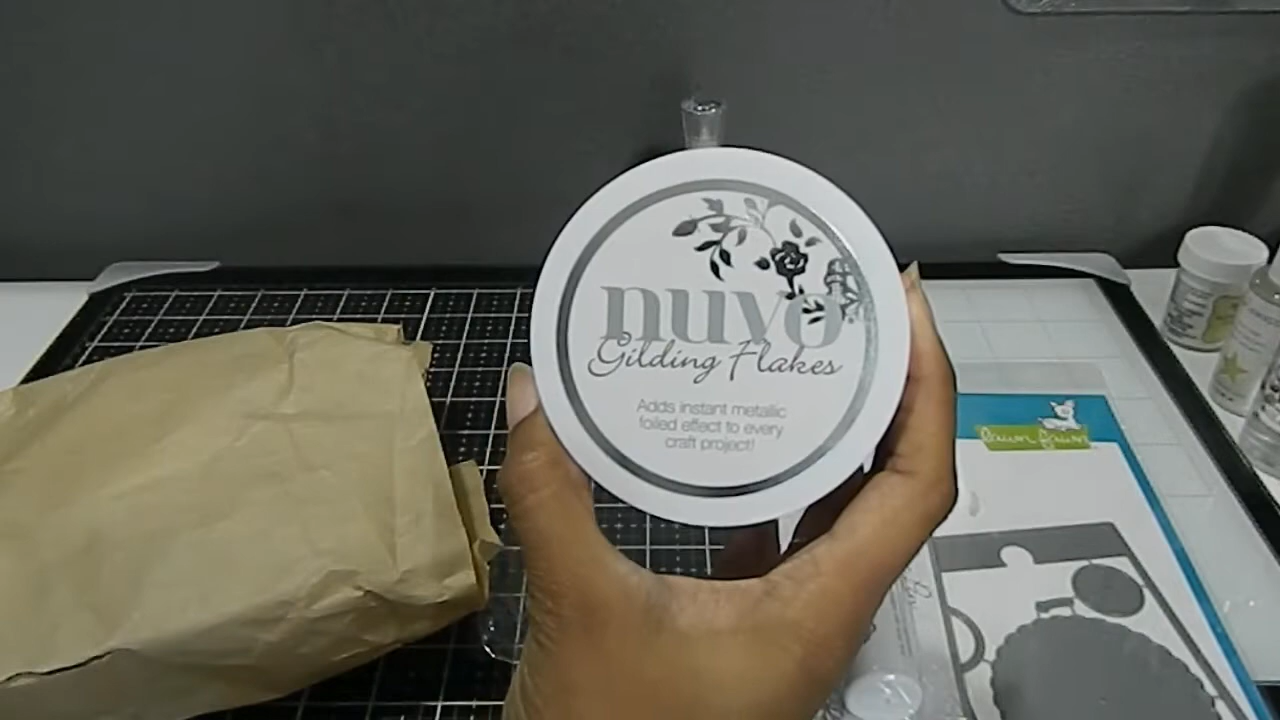 nuvo
Gilding Flakes
Adds instant metallic
foiled effect to every
craft project!
Lawn Fawn